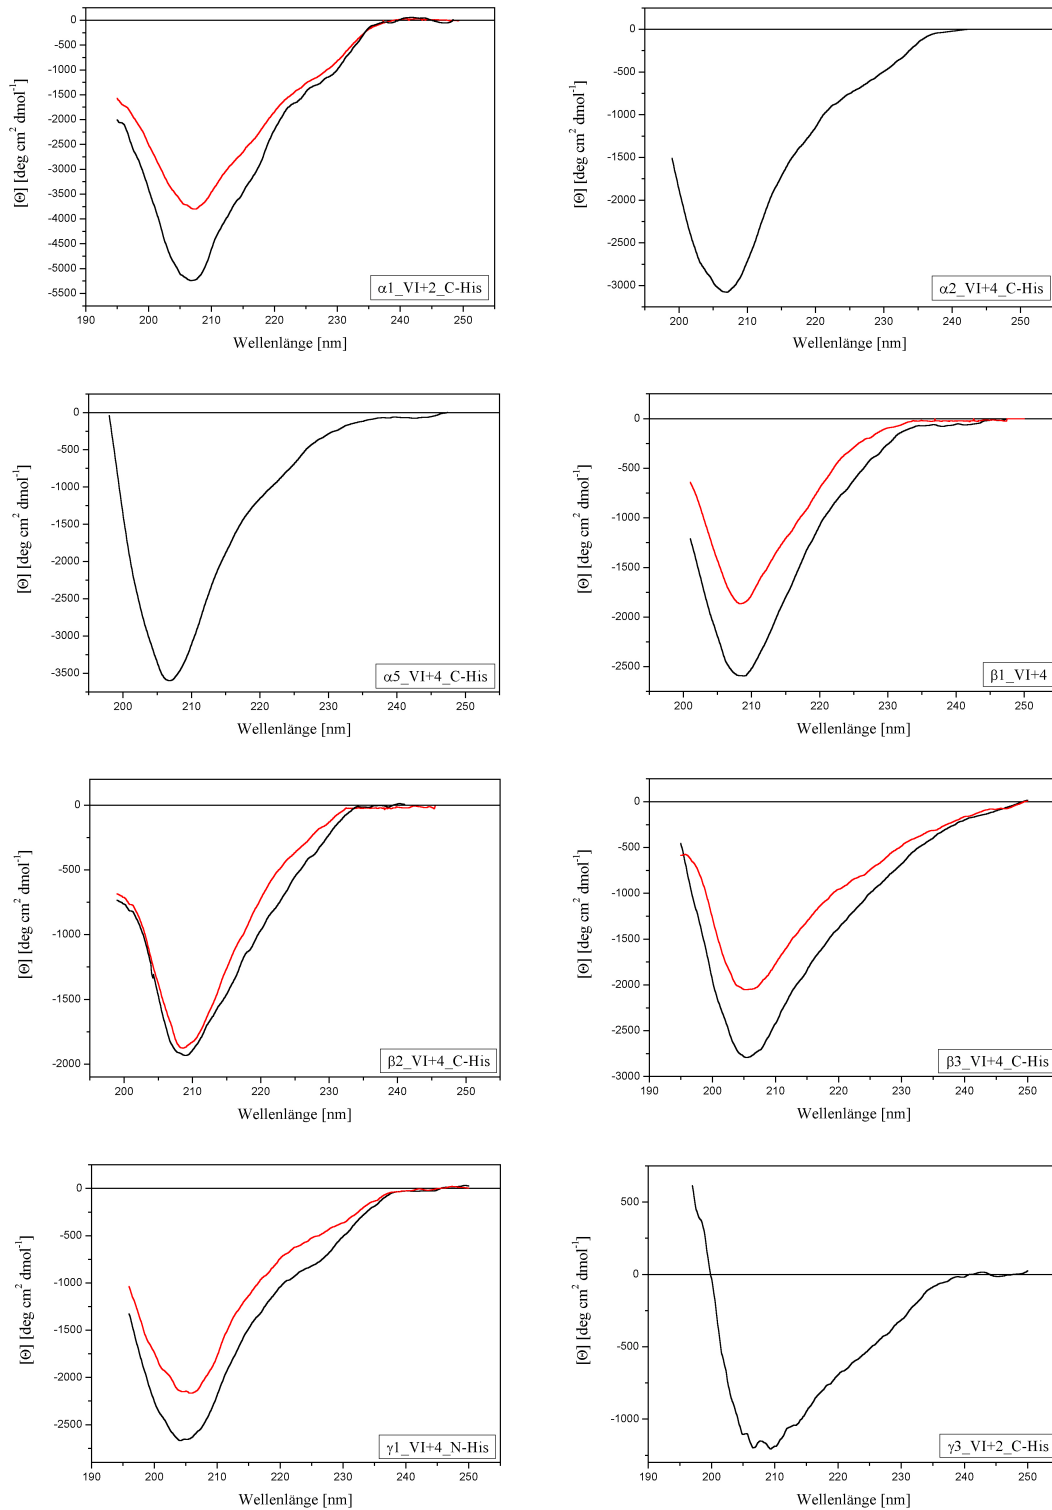 0
-500
-1000
-1500
-2000
-2500
-3000
-3500
-4000
-4500
-5000
-5500
190 200 210 220 230 240 250
[Θ] [deg cm² dmol⁻¹]
Wellenlänge [nm]
α1_VI+2_C-His
0
-500
-1000
-1500
-2000
-2500
-3000
200 210 220 230 240 250
[Θ] [deg cm² dmol⁻¹]
Wellenlänge [nm]
α2_VI+4_C-His
0
-500
-1000
-1500
-2000
-2500
-3000
-3500
200 210 220 230 240 250
[Θ] [deg cm² dmol⁻¹]
Wellenlänge [nm]
α5_VI+4_C-His
0
-500
-1000
-1500
-2000
-2500
200 210 220 230 240 250
[Θ] [deg cm² dmol⁻¹]
Wellenlänge [nm]
β1_VI+4
0
-500
-1000
-1500
-2000
200 210 220 230 240 250
[Θ] [deg cm² dmol⁻¹]
Wellenlänge [nm]
β2_VI+4_C-His
0
-500
-1000
-1500
-2000
-2500
-3000
190 200 210 220 230 240 250
[Θ] [deg cm² dmol⁻¹]
Wellenlänge [nm]
β3_VI+4_C-His
0
-500
-1000
-1500
-2000
-2500
190 200 210 220 230 240 250
[Θ] [deg cm² dmol⁻¹]
Wellenlänge [nm]
γ1_VI+4_N-His
500
0
-500
-1000
190 200 210 220 230 240 250
[Θ] [deg cm² dmol⁻¹]
Wellenlänge [nm]
γ3_VI+2_C-His